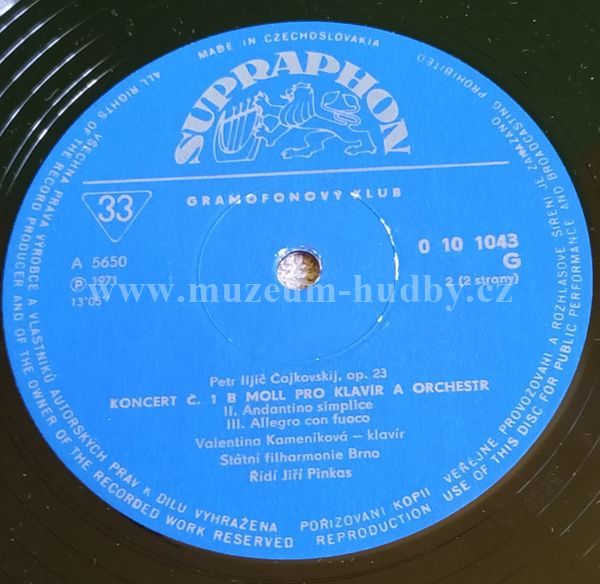 MADE IN CZECHOSLOVAKIA
SUPRAPHON
GRAMOFONOVÝ KLUB
33
A 5650
Ⓟ 1971
13'05
0 10 1043
G
2 (2 strany)
www.muzeum-hudby.cz
Petr Iljič Čajkovskij, op. 23
KONCERT Č. 1 B MOLL PRO KLAVÍR A ORCHESTR
II. Andantino simplice
III. Allegro con fuoco
Valentina Kameníková – klavír
Státní filharmonie Brno
Řídí Jiří Pinkas
VŠECHNA PRÁVA VÝROBCE A VLASTNÍKŮ AUTORSKÝCH PRÁV K DÍLU VYHRAŽENA
ALL RIGHTS OF THE RECORD PRODUCER AND OF THE OWNER OF THE RECORDED WORK RESERVED
POŘIZOVÁNÍ KOPIÍ VEŘEJNÉ PROVOZOVÁNÍ A ROZHLASOVÉ ŠÍŘENÍ JE ZAKÁZÁNO
REPRODUCTION USE OF THIS DISC FOR PUBLIC PERFORMANCE AND BROADCASTING PROHIBITED